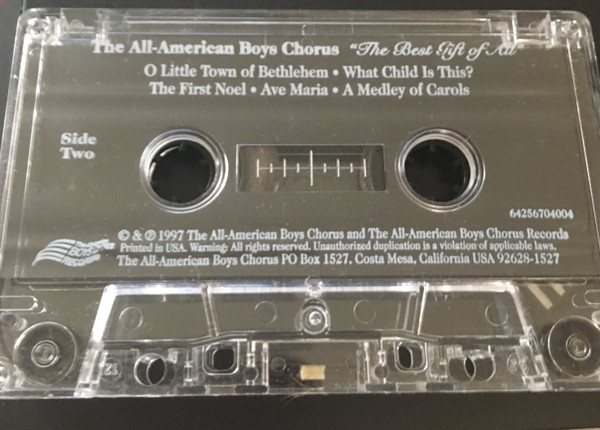 The All-American Boys Chorus "The Best Gift of All"
O Little Town of Bethlehem • What Child Is This?
The First Noel • Ave Maria • A Medley of Carols
Side
Two
64256704004
© & ℗ 1997 The All-American Boys Chorus and The All-American Boys Chorus Records
Printed in USA. Warning: All rights reserved. Unauthorized duplication is a violation of applicable laws.
The All-American Boys Chorus PO Box 1527, Costa Mesa, California USA 92628-1527
RECORDS